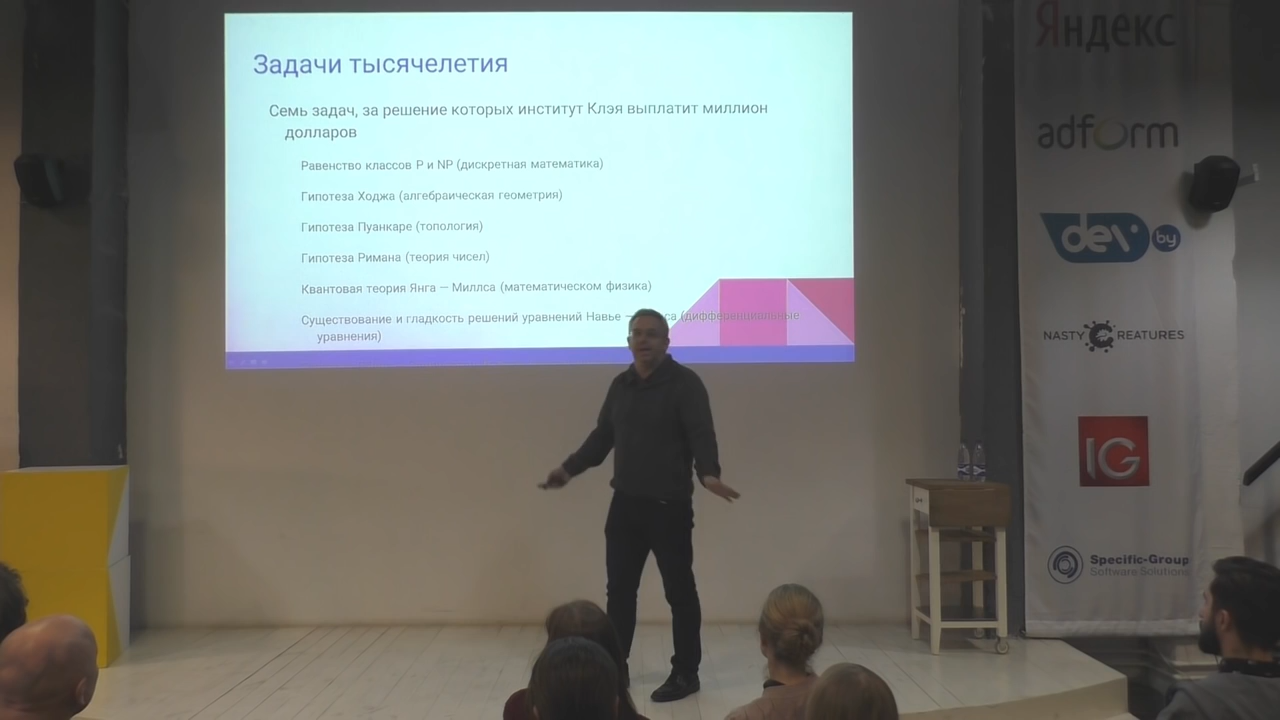 Задачи тысячелетия
Семь задач, за решение которых институт Клэя выплатит миллион
долларов
Равенство классов P и NP (дискретная математика)
Гипотеза Ходжа (алгебраическая геометрия)
Гипотеза Пуанкаре (топология)
Гипотеза Римана (теория чисел)
Квантовая теория Янга — Миллса (математическом физика)
Существование и гладкость решений уравнений Навье — са (дифференциальные
уравнения)
Яндекс
adform
dev by
NASTY CREATURES
IG
Specific-Group
Software Solutions